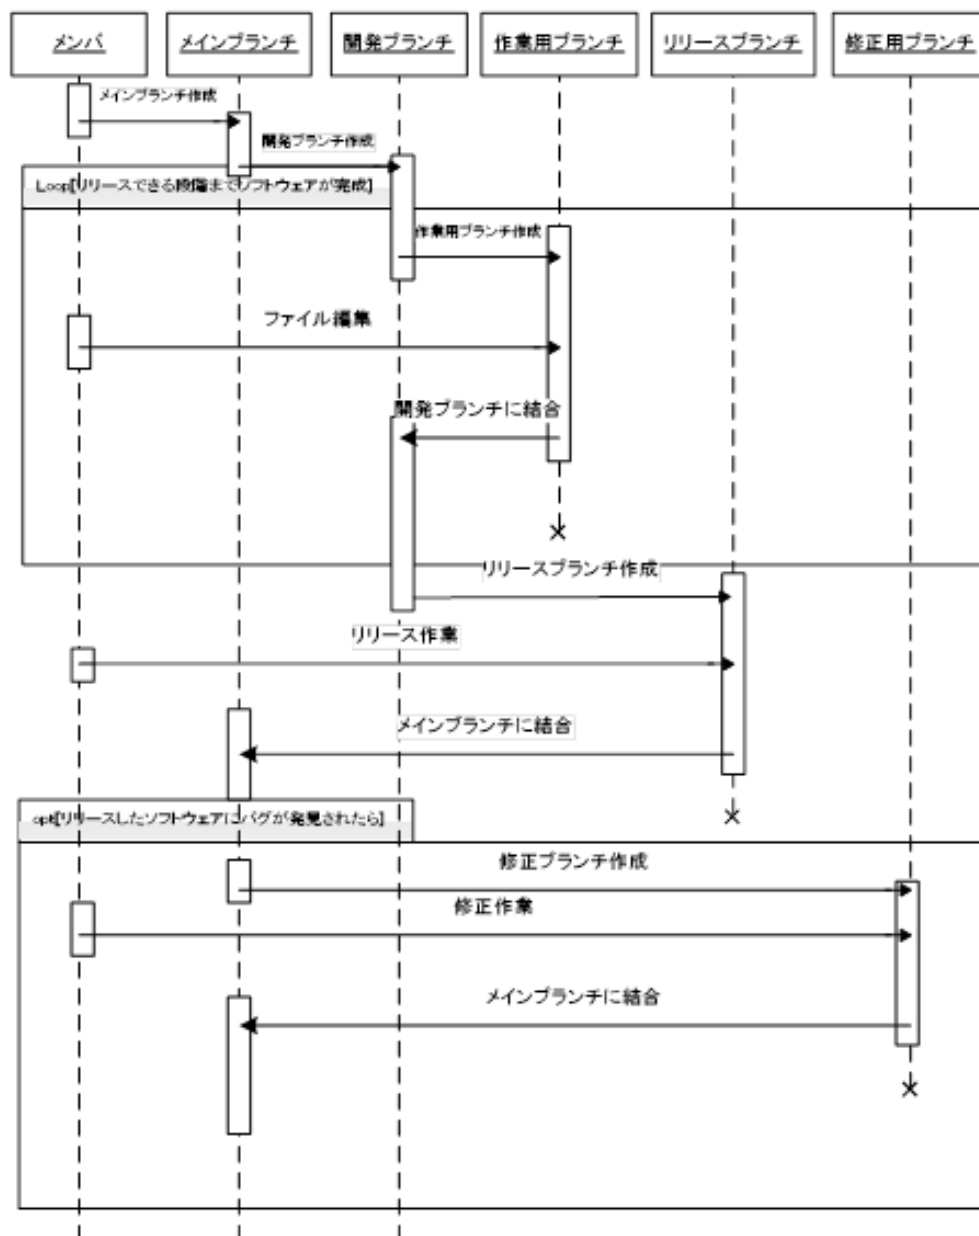 メンバ
メインブランチ
開発ブランチ
作業用ブランチ
リリースブランチ
修正用ブランチ
メインブランチ作成
開発ブランチ作成
Loop[リリースできる段階までソフトウェアが完成]
作業用ブランチ作成
ファイル編集
開発ブランチに結合
リリースブランチ作成
リリース作業
メインブランチに結合
opt[リリースしたソフトウェアにバグが発見されたら]
修正ブランチ作成
修正作業
メインブランチに結合